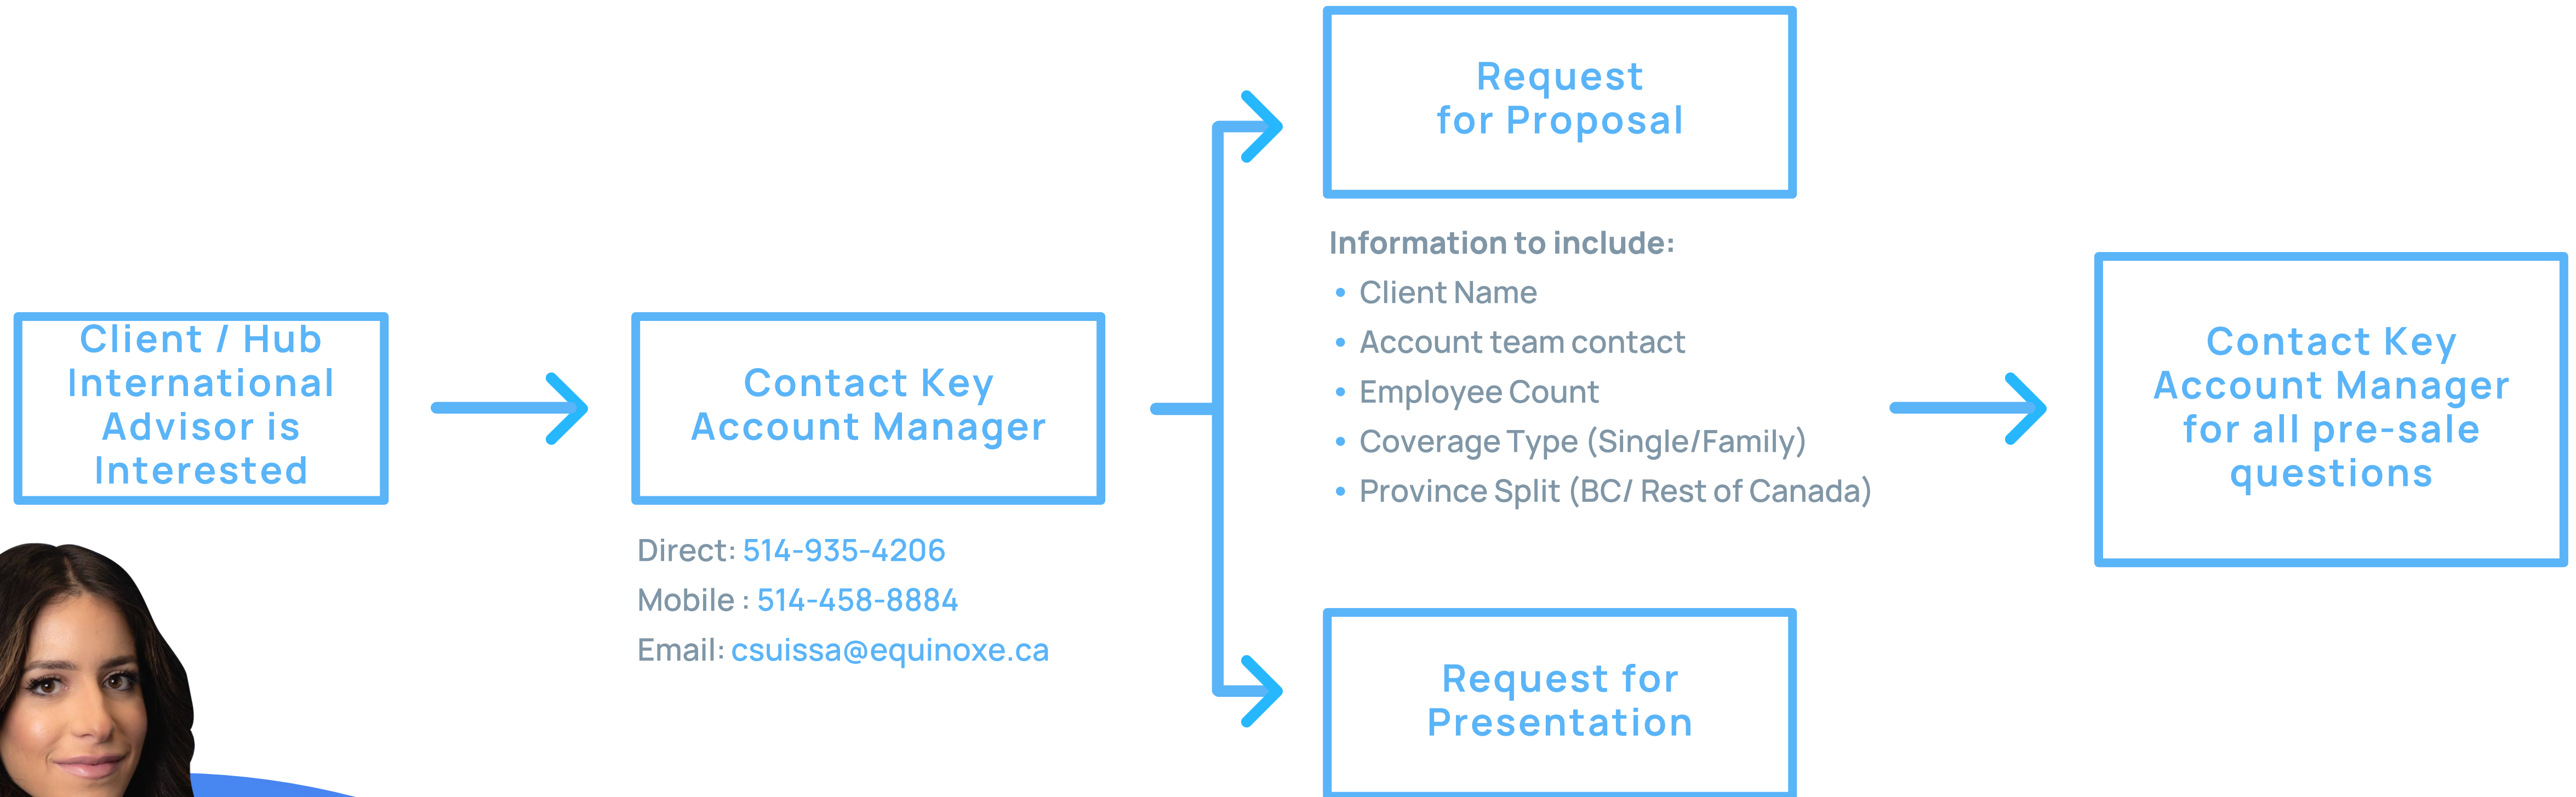 Client / Hub
International
Advisor is
Interested
Contact Key
Account Manager
Direct: 514-935-4206
Mobile : 514-458-8884
Email: csuissa@equinoxe.ca
Request
for Proposal
Information to include:
• Client Name
• Account team contact
• Employee Count
• Coverage Type (Single/Family)
• Province Split (BC/ Rest of Canada)
Request for
Presentation
Contact Key
Account Manager
for all pre-sale
questions